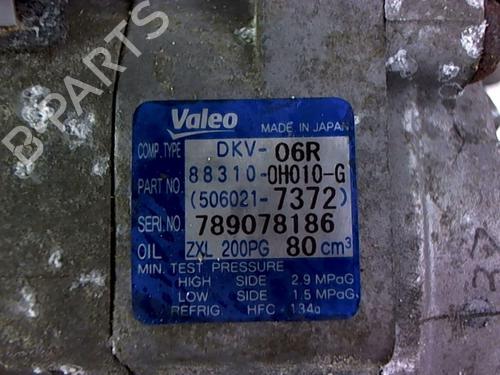 B-PARTS
Valeo MADE IN JAPAN
COMP. TYPE DKV-06R
PART NO. 88310-0H010-G
(506021-7372)
SERI.NO. 789078186
OIL ZXL 200PG 80 cm³
MIN. TEST PRESSURE
HIGH SIDE 2.9 MPaG
LOW SIDE 1.5 MPaG
REFRIG. HFC-134a